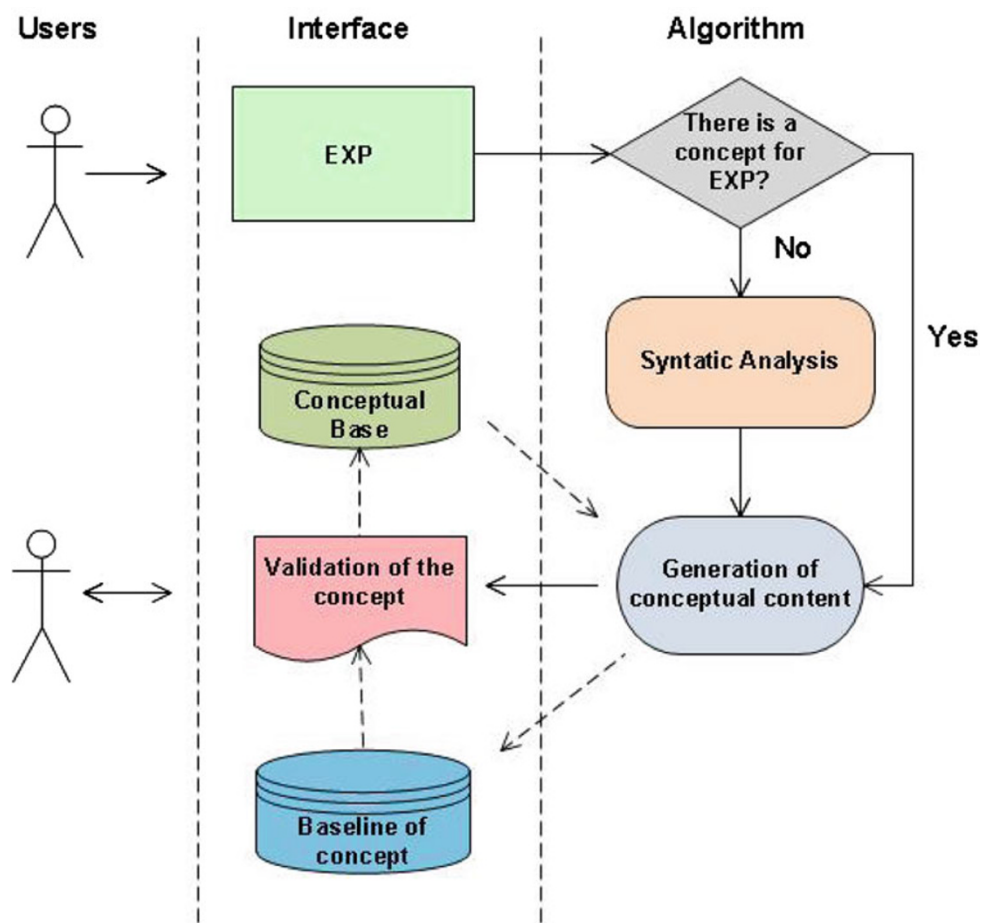 Users
Interface
Algorithm
EXP
There is a
concept for
EXP?
No
Yes
Syntatic Analysis
Conceptual
Base
Validation of the
concept
Generation of
conceptual content
Baseline of
concept